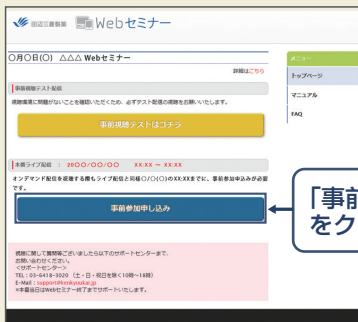 田辺三菱製薬 Webセミナー
〇月〇日(〇) △△△ Webセミナー
詳細はこちら
事前視聴テスト配信
視聴環境に問題がないことを確認いただくため、必ずテスト配信の視聴をお願いいたします。
事前視聴テストはコチラ
本番ライブ配信 : 20〇〇/〇〇/〇〇 XX:XX ~ XX:XX
オンデマンド配信を視聴する際もライブ配信と同様〇/〇(〇)のXX:XXまでに、事前参加申込みが必要
です。
事前参加申し込み
視聴に関して質問等ございましたら以下のサポートセンターまで、
お問い合わせください。
<サポートセンター>
TEL:03-6418-3020 (土・日・祝日を除く10時~18時)
E-Mail:support@kenkyuukai.jp
※本番当日はWebセミナー終了までサポートいたします。
メニュー
トップページ
マニュアル
FAQ
「事前
をク